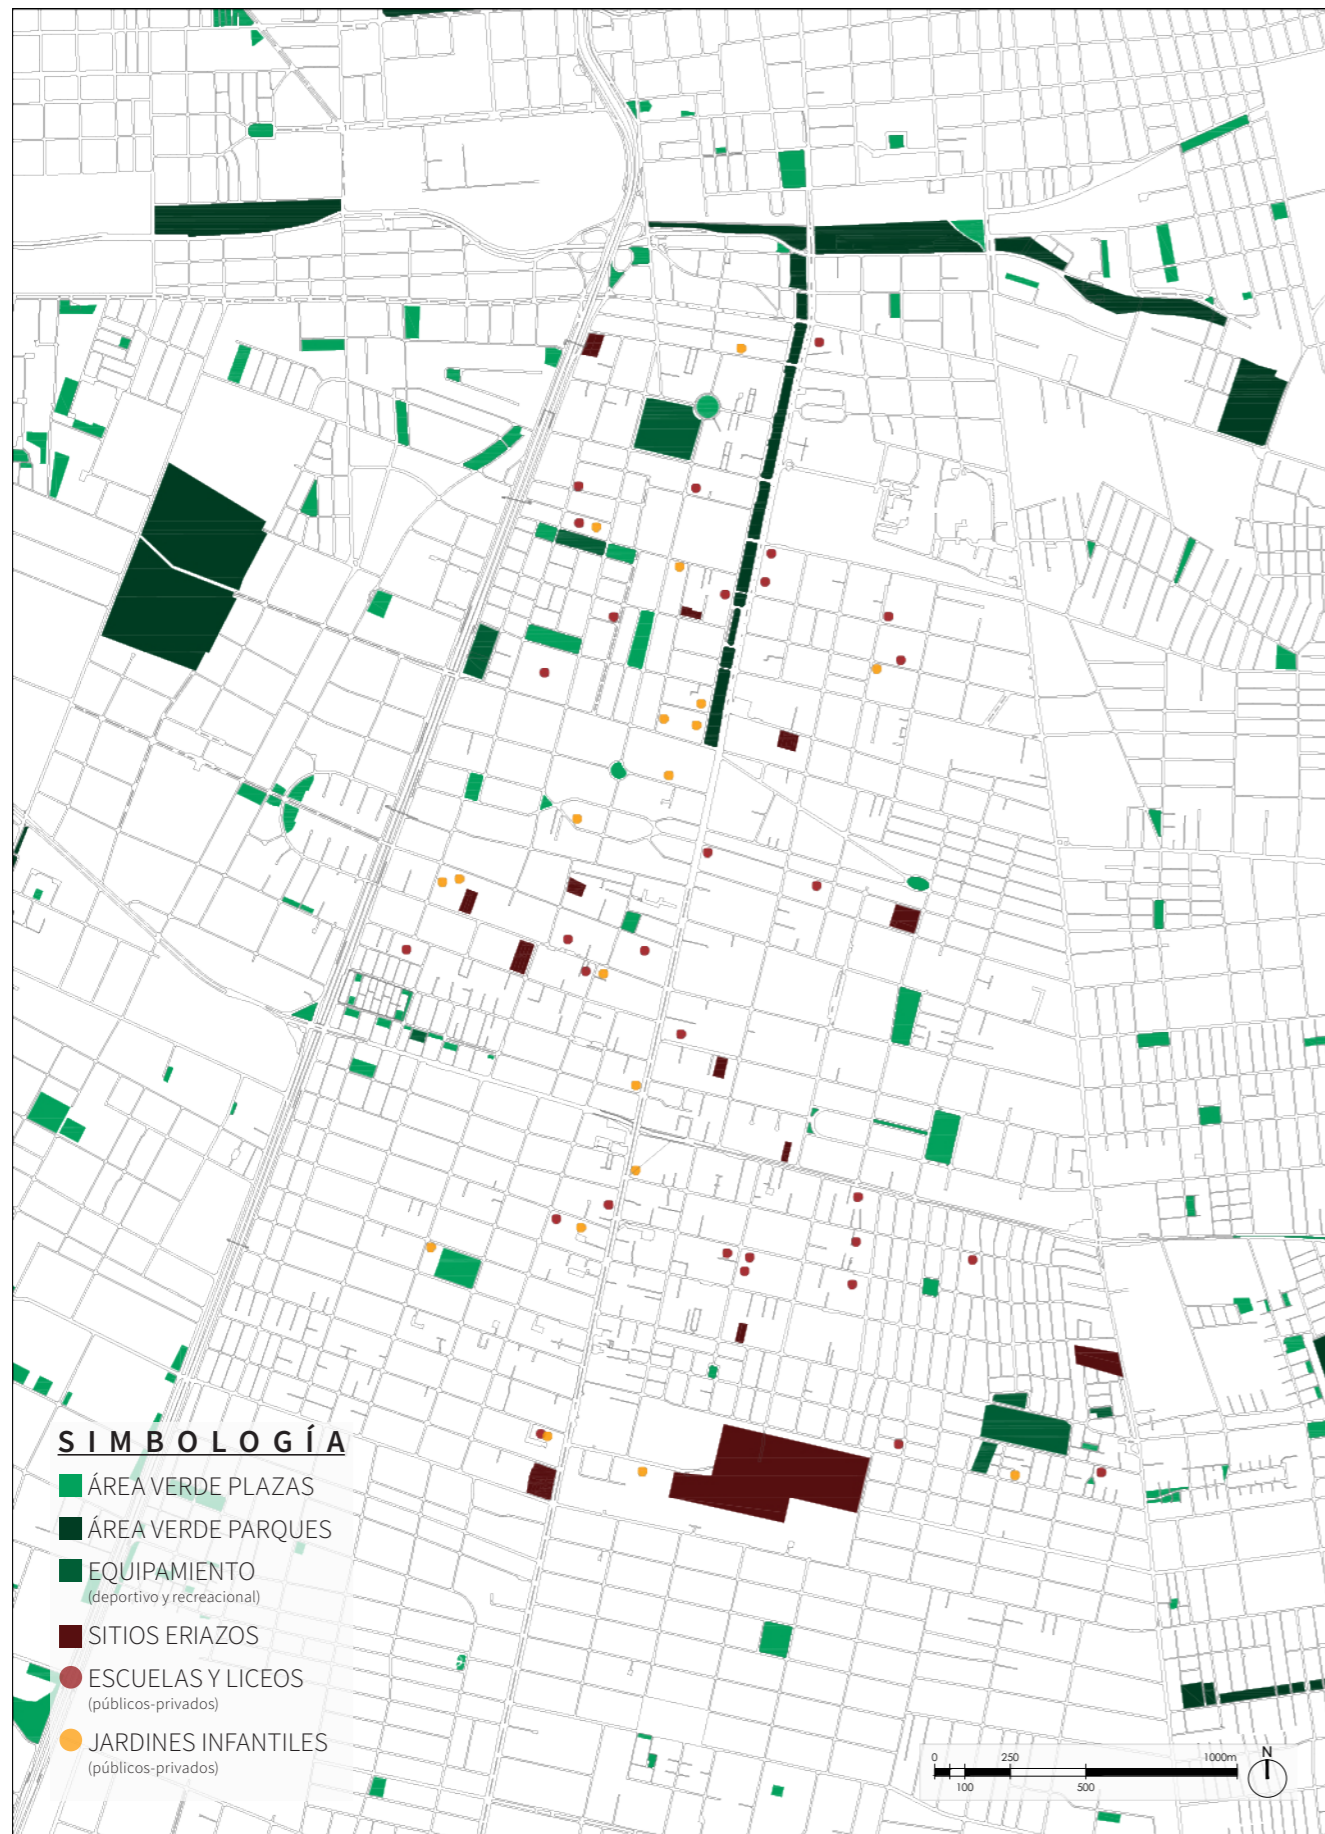 SIMBOLOGÍA
ÁREA VERDE PLAZAS
ÁREA VERDE PARQUES
EQUIPAMIENTO
(deportivo y recreacional)
SITIOS ERIAZOS
ESCUELAS Y LICEOS
(públicos-privados)
JARDINES INFANTILES
(públicos-privados)
0 250 1000m
100 500
N